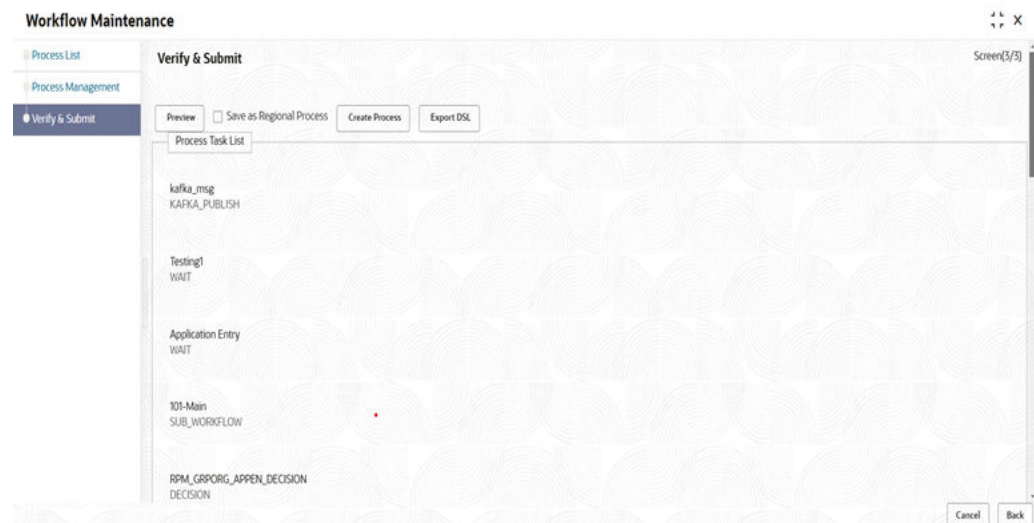 Workflow Maintenance
Process List
Process Management
Verify & Submit
Verify & Submit
Screen(3/3)
Preview
Save as Regional Process
Create Process
Export DSL
Process Task List
kafka_msg
KAFKA_PUBLISH
Testing1
WAIT
Application Entry
WAIT
101-Main
SUB_WORKFLOW
RPM_GRPORG_APPEN_DECISION
DECISION
Cancel
Back